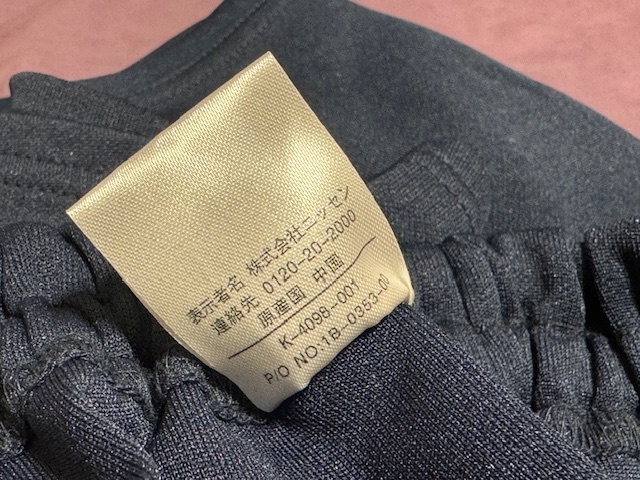 表示者名 株式会社ニッセン
連絡先 0120-20-2000
原産国 中国
K-4098-001
P/O NO:1B-0353-01